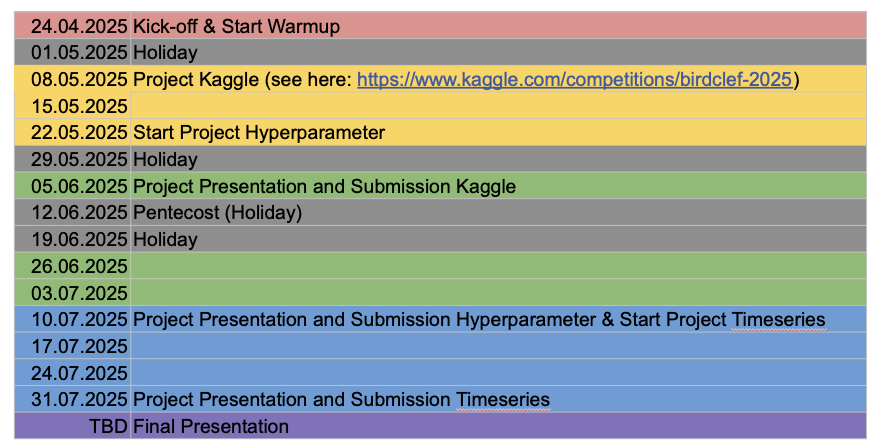 24.04.2025 Kick-off & Start Warmup
01.05.2025 Holiday
08.05.2025 Project Kaggle (see here: https://www.kaggle.com/competitions/birdclef-2025)
15.05.2025
22.05.2025 Start Project Hyperparameter
29.05.2025 Holiday
05.06.2025 Project Presentation and Submission Kaggle
12.06.2025 Pentecost (Holiday)
19.06.2025 Holiday
26.06.2025
03.07.2025
10.07.2025 Project Presentation and Submission Hyperparameter & Start Project Timeseries
17.07.2025
24.07.2025
31.07.2025 Project Presentation and Submission Timeseries
TBD Final Presentation